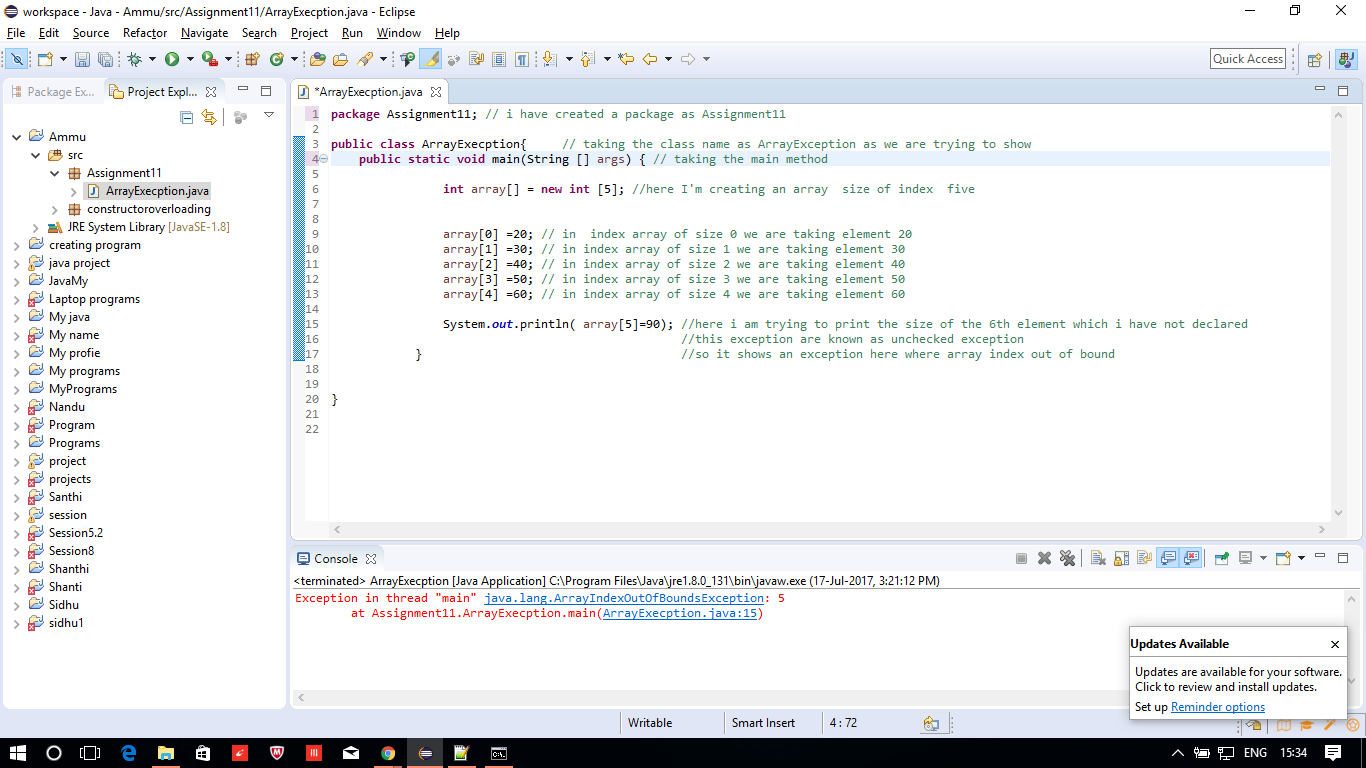 workspace - Java - Ammu/src/Assignment11/ArrayExecption.java - Eclipse
File Edit Source Refactor Navigate Search Project Run Window Help
Quick Access
Package Ex...
Project Expl...
Ammu
src
Assignment11
ArrayExecption.java
constructoroverloading
JRE System Library [JavaSE-1.8]
creating program
java project
JavaMy
Laptop programs
My java
My name
My profie
My programs
MyPrograms
Nandu
Program
Programs
project
projects
Santhi
session
Session5.2
Session8
Shanthi
Shanti
Sidhu
sidhu1
*ArrayExecption.java
1 package Assignment11; // i have created a package as Assignment11
2
3 public class ArrayExecption{ // taking the class name as ArrayException as we are trying to show
4 public static void main(String [] args) { // taking the main method
5
6 int array[] = new int [5]; //here I'm creating an array size of index five
7
8
9 array[0] =20; // in index array of size 0 we are taking element 20
10 array[1] =30; // in index array of size 1 we are taking element 30
11 array[2] =40; // in index array of size 2 we are taking element 40
12 array[3] =50; // in index array of size 3 we are taking element 50
13 array[4] =60; // in index array of size 4 we are taking element 60
14
15 System.out.println( array[5]=90); //here i am trying to print the size of the 6th element which i have not declared
16 //this exception are known as unchecked exception
17 } //so it shows an exception here where array index out of bound
18
19
20 }
21
22
Console
<terminated> ArrayExecption [Java Application] C:\Program Files\Java\jre1.8.0_131\bin\javaw.exe (17-Jul-2017, 3:21:12 PM)
Exception in thread "main" java.lang.ArrayIndexOutOfBoundsException: 5
at Assignment11.ArrayExecption.main(ArrayExecption.java:15)
Updates Available
Updates are available for your software.
Click to review and install updates.
Set up Reminder options
Writable
Smart Insert
4 : 72
ENG
15:34